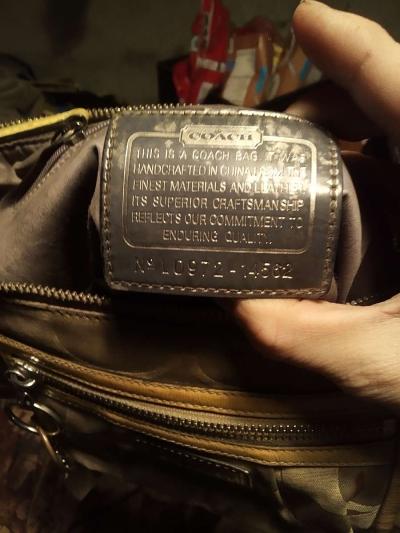 COACH
THIS IS A COACH BAG. IT WAS
HANDCRAFTED IN CHINA FROM THE
FINEST MATERIALS AND LEATHER.
ITS SUPERIOR CRAFTSMANSHIP
REFLECTS OUR COMMITMENT TO
ENDURING QUALITY.
Nº L0972-14562